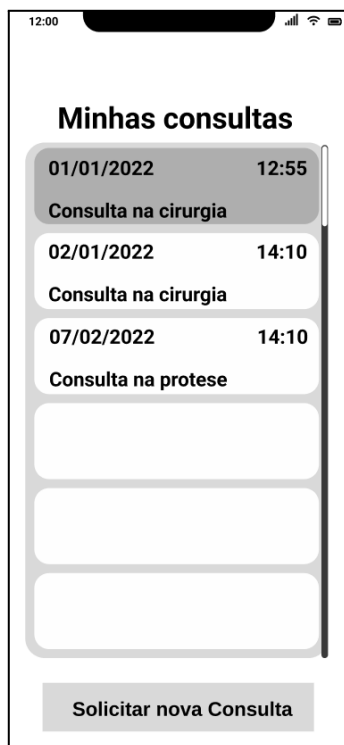 12:00
Minhas consultas
01/01/2022 12:55
Consulta na cirurgia
02/01/2022 14:10
Consulta na cirurgia
07/02/2022 14:10
Consulta na protese
Solicitar nova Consulta